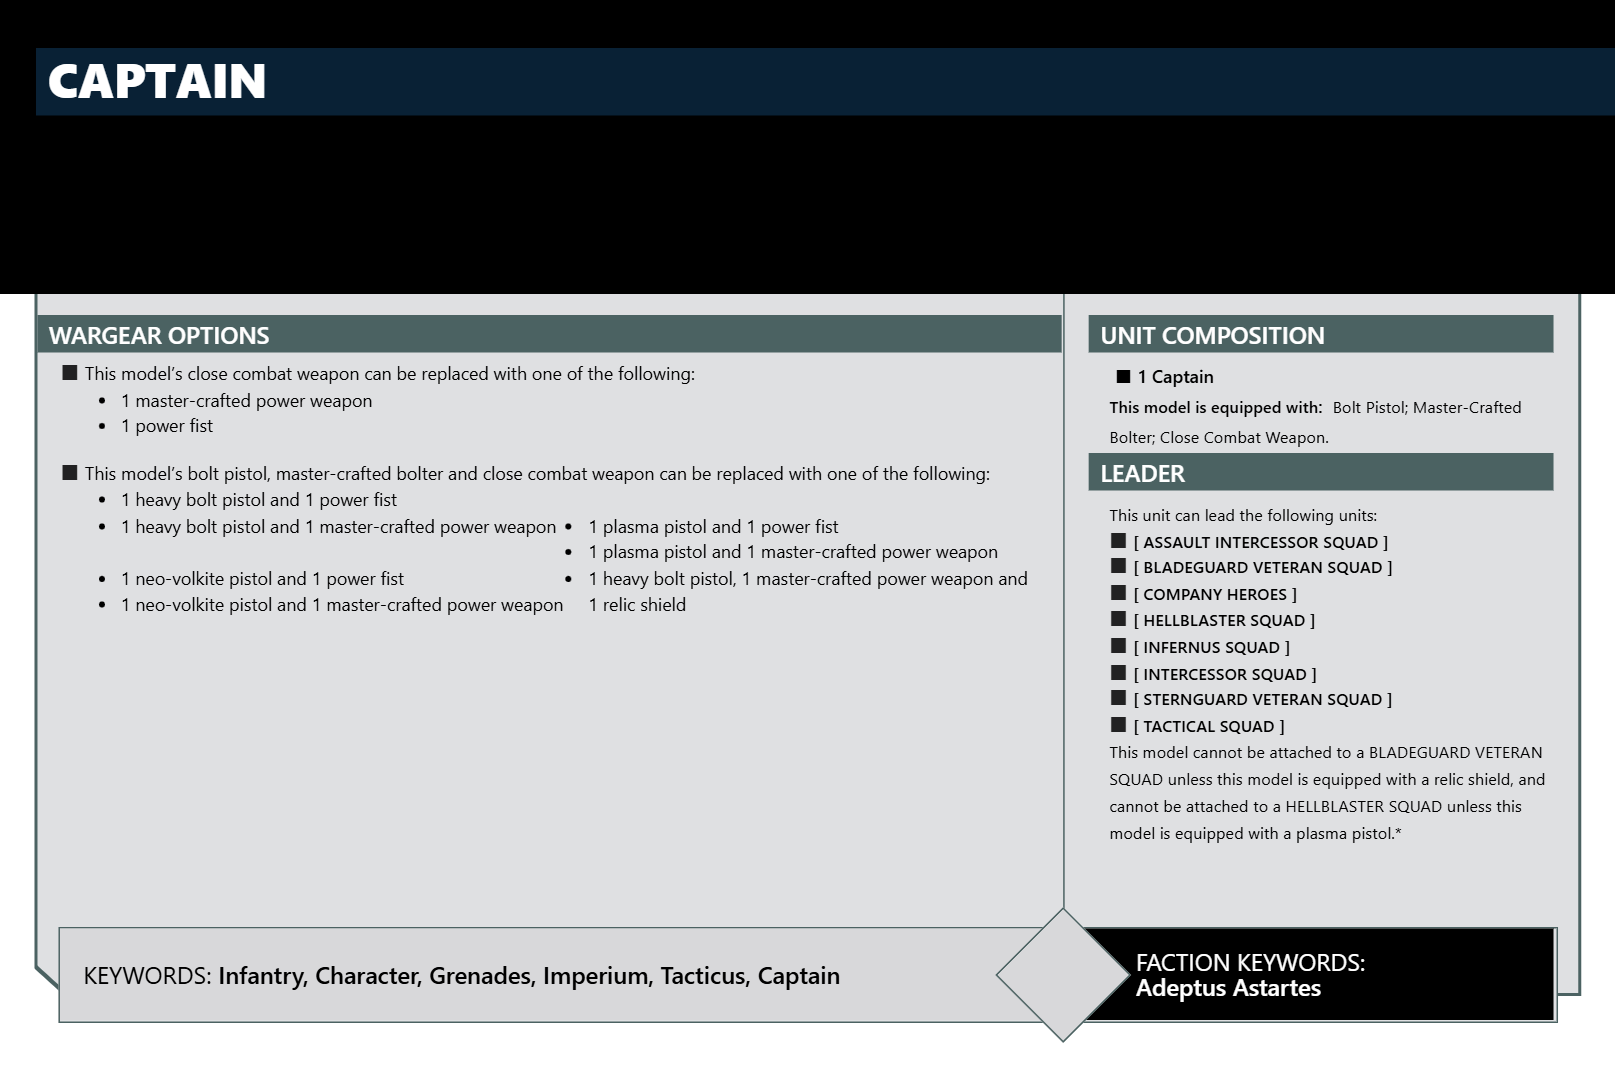 CAPTAIN
WARGEAR OPTIONS
■ This model's close combat weapon can be replaced with one of the following:
• 1 master-crafted power weapon
• 1 power fist
■ This model's bolt pistol, master-crafted bolter and close combat weapon can be replaced with one of the following:
• 1 heavy bolt pistol and 1 power fist
• 1 heavy bolt pistol and 1 master-crafted power weapon
• 1 neo-volkite pistol and 1 power fist
• 1 neo-volkite pistol and 1 master-crafted power weapon
• 1 plasma pistol and 1 power fist
• 1 plasma pistol and 1 master-crafted power weapon
• 1 heavy bolt pistol, 1 master-crafted power weapon and
1 relic shield
UNIT COMPOSITION
■ 1 Captain
This model is equipped with: Bolt Pistol; Master-Crafted
Bolter; Close Combat Weapon.
LEADER
This unit can lead the following units:
■ [ ASSAULT INTERCESSOR SQUAD ]
■ [ BLADEGUARD VETERAN SQUAD ]
■ [ COMPANY HEROES ]
■ [ HELLBLASTER SQUAD ]
■ [ INFERNUS SQUAD ]
■ [ INTERCESSOR SQUAD ]
■ [ STERNGUARD VETERAN SQUAD ]
■ [ TACTICAL SQUAD ]
This model cannot be attached to a BLADEGUARD VETERAN
SQUAD unless this model is equipped with a relic shield, and
cannot be attached to a HELLBLASTER SQUAD unless this
model is equipped with a plasma pistol.*
KEYWORDS: Infantry, Character, Grenades, Imperium, Tacticus, Captain
FACTION KEYWORDS:
Adeptus Astartes